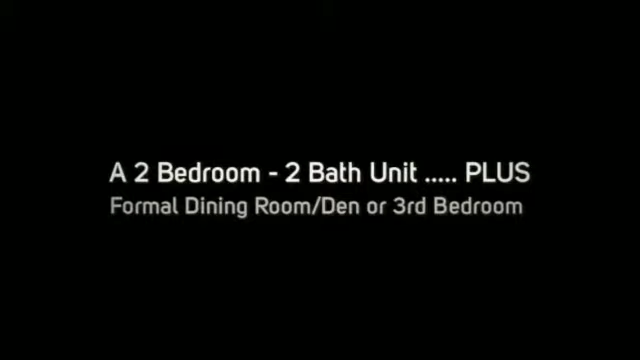 A 2 Bedroom - 2 Bath Unit ..... PLUS
Formal Dining Room/Den or 3rd Bedroom